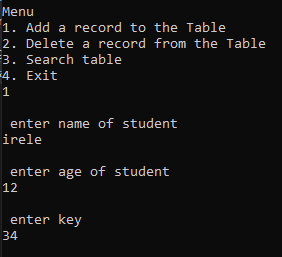 Menu
1. Add a record to the Table
2. Delete a record from the Table
3. Search table
4. Exit
1
enter name of student
irele
enter age of student
12
enter key
34